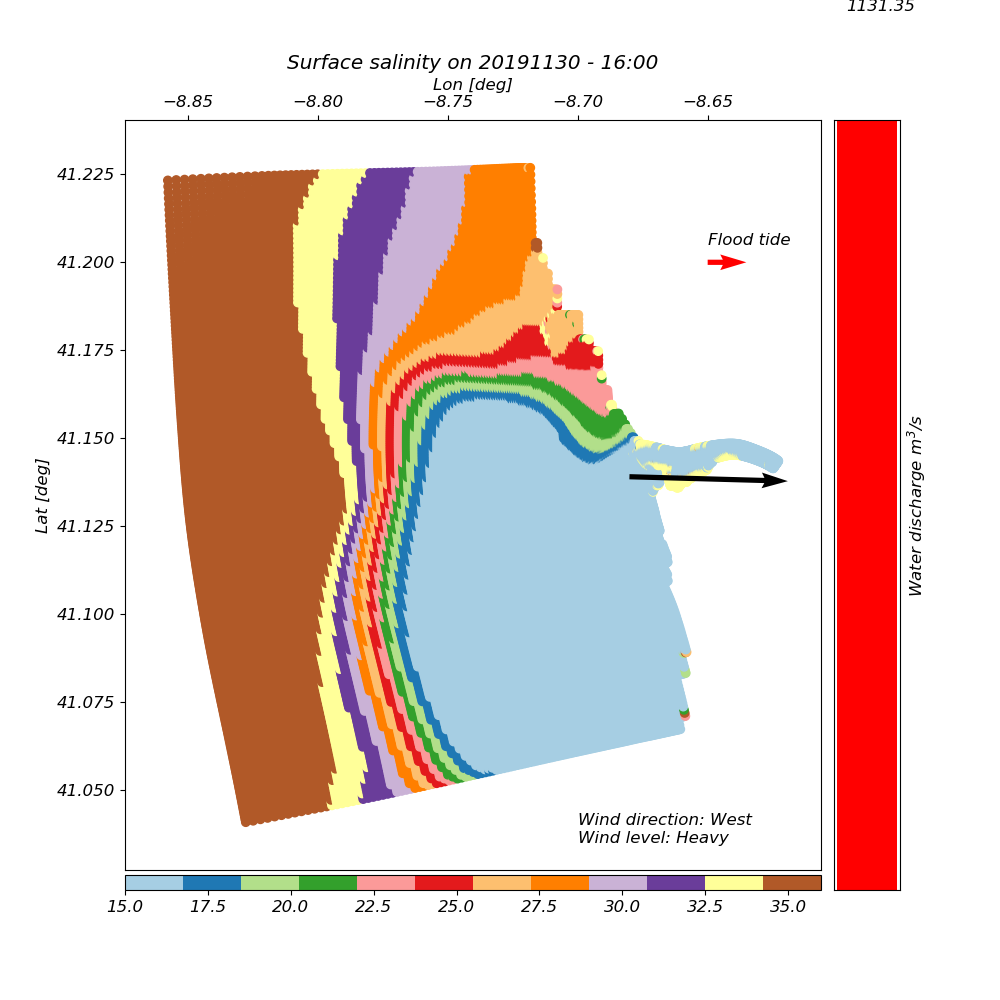 1131.35
Surface salinity on 20191130 - 16:00
Lon [deg]
−8.85 −8.80 −8.75 −8.70 −8.65
41.225
41.200
41.175
41.150
41.125
41.100
41.075
41.050
Lat [deg]
Flood tide
Water discharge m³/s
Wind direction: West
Wind level: Heavy
15.0 17.5 20.0 22.5 25.0 27.5 30.0 32.5 35.0